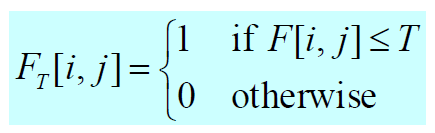 F_T[i, j] = { 1 if F[i, j] ≤ T
0 otherwise